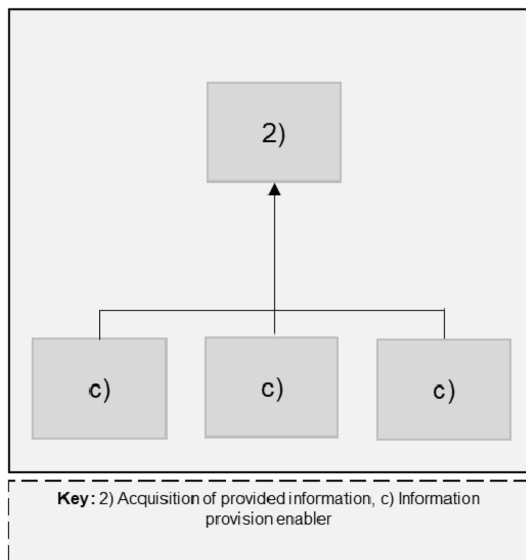 2)
c) c) c)
Key: 2) Acquisition of provided information, c) Information
provision enabler